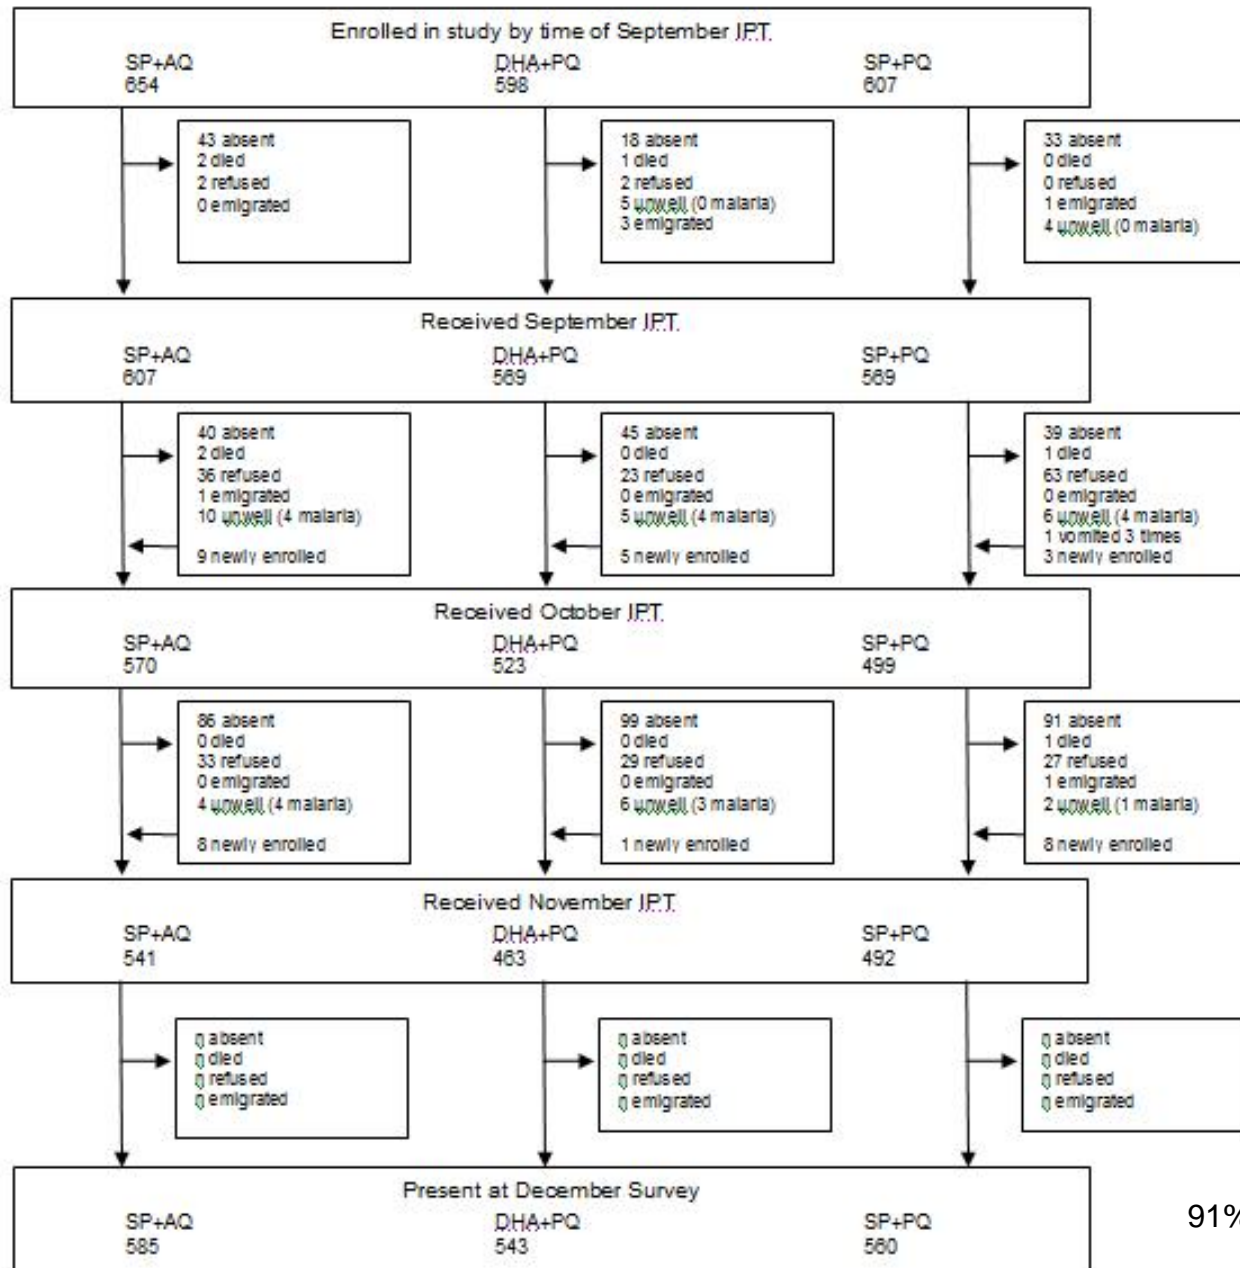 Enrolled in study by time of September IPT
SP+AQ DHA+PQ SP+PQ
654 598 607
43 absent
2 died
2 refused
0 emigrated
18 absent
1 died
2 refused
5 unwell (0 malaria)
3 emigrated
33 absent
0 died
0 refused
1 emigrated
4 unwell (0 malaria)
Received September IPT
SP+AQ DHA+PQ SP+PQ
607 569 569
40 absent
2 died
36 refused
1 emigrated
10 unwell (4 malaria)
9 newly enrolled
45 absent
0 died
23 refused
0 emigrated
5 unwell (4 malaria)
5 newly enrolled
39 absent
1 died
63 refused
0 emigrated
6 unwell (4 malaria)
1 vomited 3 times
3 newly enrolled
Received October IPT
SP+AQ DHA+PQ SP+PQ
570 523 499
86 absent
0 died
33 refused
0 emigrated
4 unwell (4 malaria)
8 newly enrolled
99 absent
0 died
29 refused
0 emigrated
6 unwell (3 malaria)
1 newly enrolled
91 absent
1 died
27 refused
1 emigrated
2 unwell (1 malaria)
8 newly enrolled
Received November IPT
SP+AQ DHA+PQ SP+PQ
541 463 492
n absent
n died
n refused
n emigrated
n absent
n died
n refused
n emigrated
n absent
n died
n refused
n emigrated
Present at December Survey
SP+AQ DHA+PQ SP+PQ
585 543 560
91%